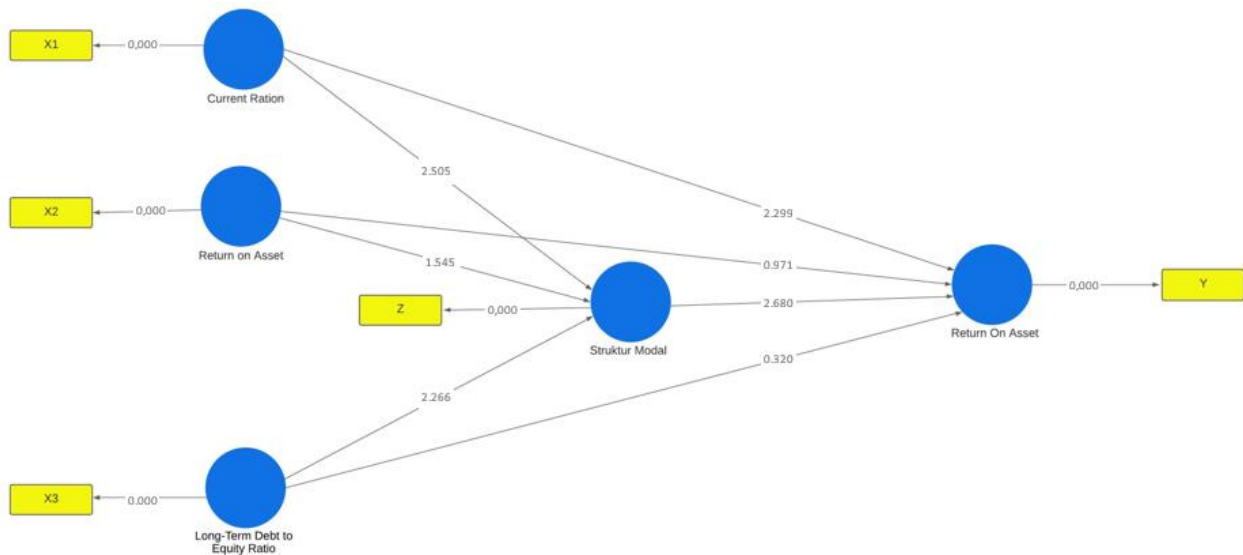 X1
0,000
Current Ration
2.505
2.299
X2
0,000
Return on Asset
1.545
0.971
Z
0,000
Struktur Modal
2.680
Return On Asset
0,000
Y
0.320
2.266
X3
0.000
Long-Term Debt to
Equity Ratio